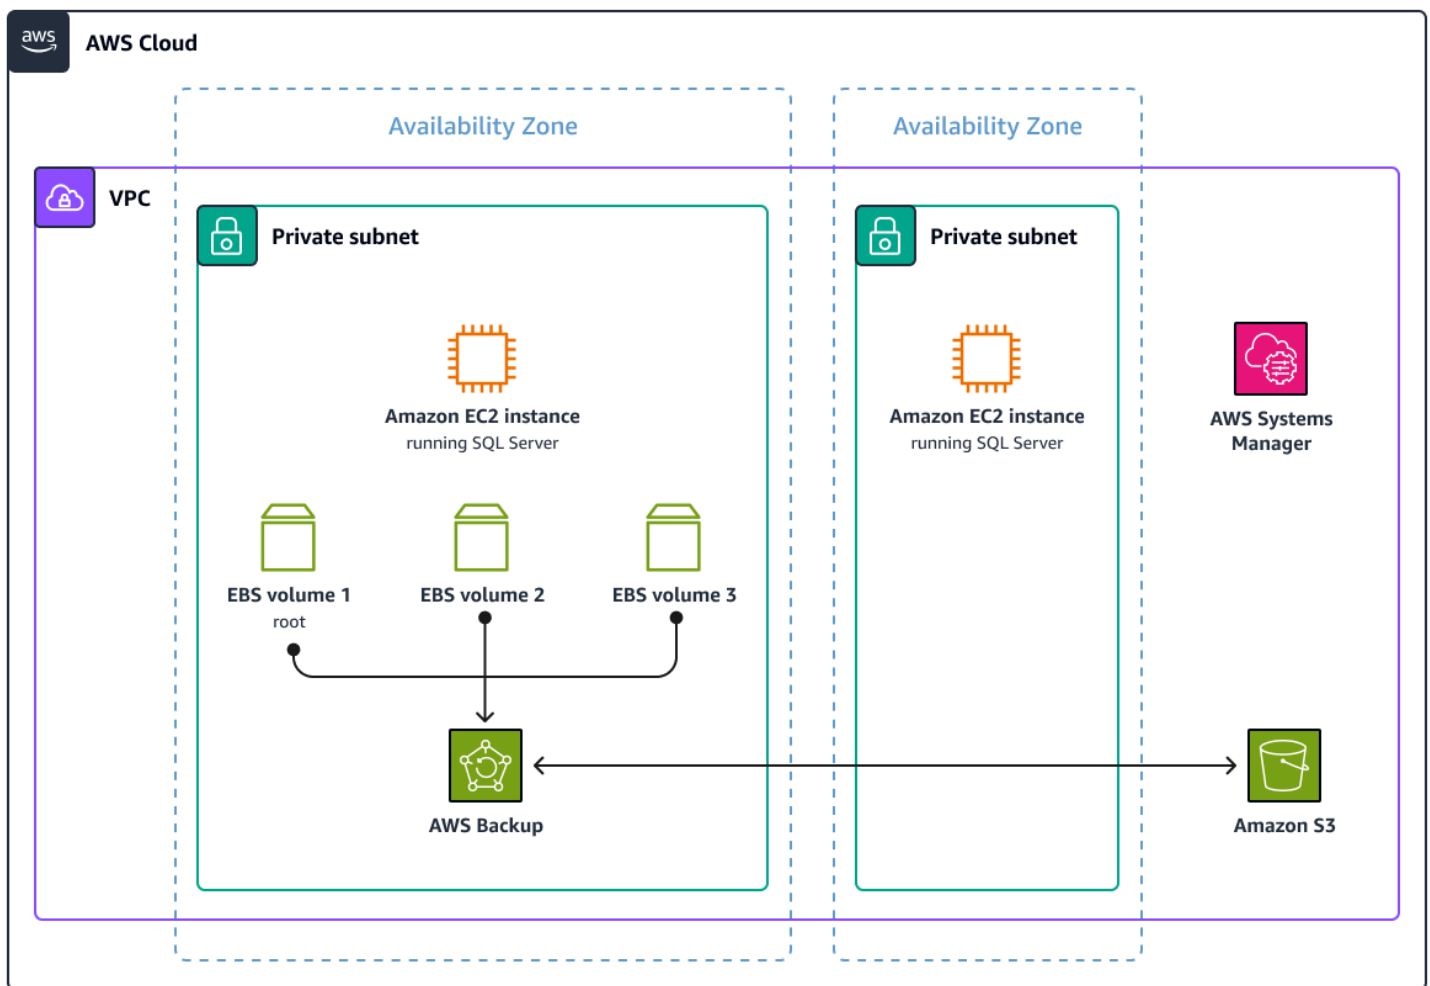 aws
AWS Cloud
Availability Zone
Availability Zone
VPC
Private subnet
Private subnet
Amazon EC2 instance
running SQL Server
Amazon EC2 instance
running SQL Server
AWS Systems
Manager
EBS volume 1
root
EBS volume 2
EBS volume 3
AWS Backup
Amazon S3